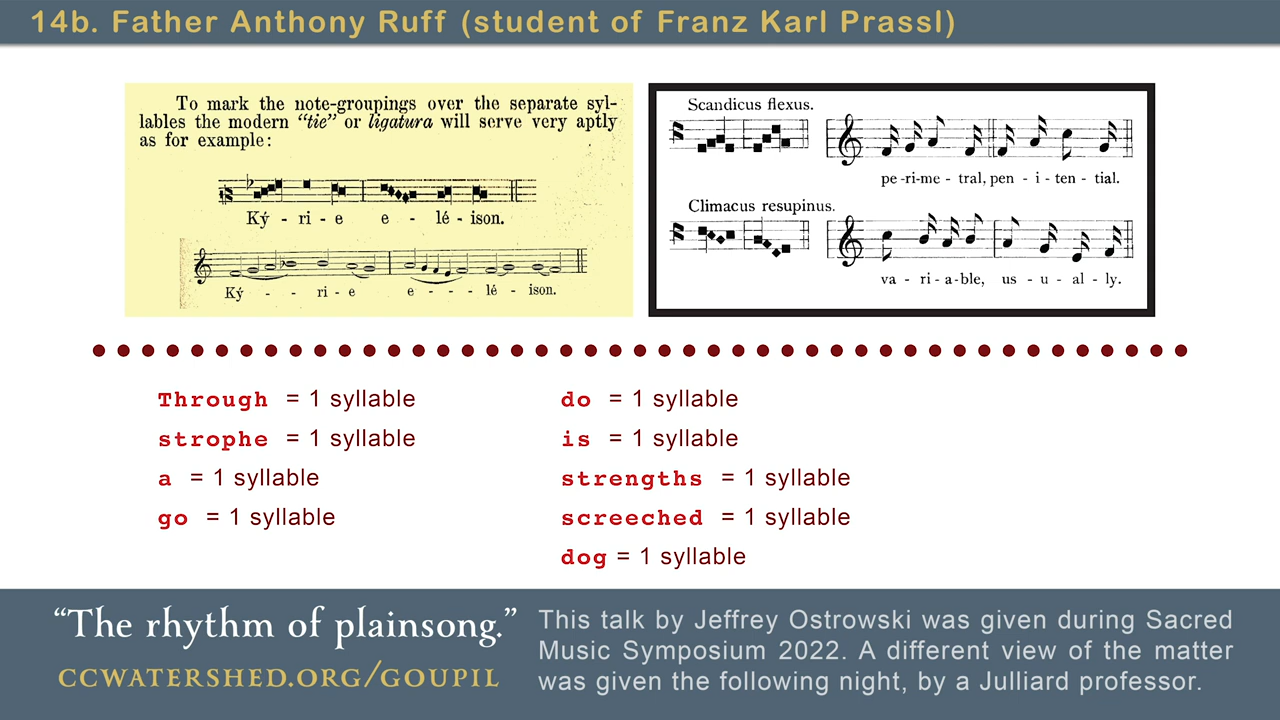 14b. Father Anthony Ruff (student of Franz Karl Prassl)
To mark the note-groupings over the separate syl-
lables the modern "tie" or ligatura will serve very aptly
as for example:
Ký - ri - e e - lé - ison.
Ký - - ri - e e - - - lé - ison.
Scandicus flexus.
pe-ri-me - tral, pen - i - ten - tial.
Climacus resupinus.
va - ri - a-ble, us - u - al - ly.
Through = 1 syllable
strophe = 1 syllable
a = 1 syllable
go = 1 syllable
do = 1 syllable
is = 1 syllable
strengths = 1 syllable
screeched = 1 syllable
dog = 1 syllable
“The rhythm of plainsong.”
CCWATERSHED.ORG/GOUPIL
This talk by Jeffrey Ostrowski was given during Sacred
Music Symposium 2022. A different view of the matter
was given the following night, by a Julliard professor.